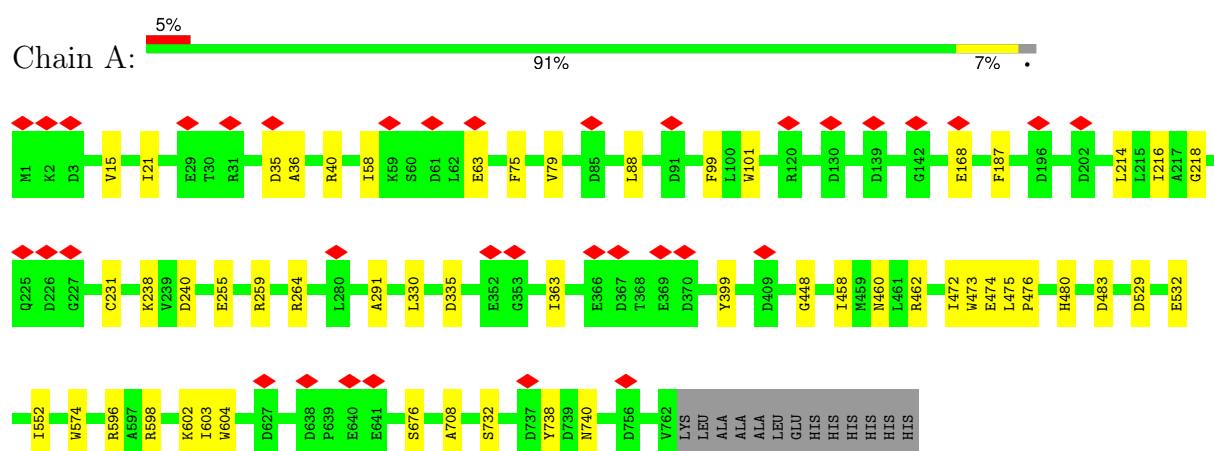 5%
Chain A:
91% 7% •
M1 K2 D3 V15 I21 E29 T30 R31 D35 A36 R40 I58 K59 S60 D61 L62 E63 F75 V79 D85 L88 D91 F99 L100 W101 R120 D130 D139 G142 E168 F187 D196 D202 L214 L215 I216 A217 G218
Q225 D226 G227 C231 K238 V239 D240 E255 R259 R264 L280 A291 L330 D335 E352 G353 I363 E366 D367 T368 E369 D370 Y399 D409 G448 I458 M459 N460 L461 R462 I472 W473 E474 L475 P476 H480 D483 D529 E532
I552 W574 R596 A597 R598 K602 I603 W604 D627 D638 P639 E640 E641 S676 A708 S732 D737 Y738 D739 N740 D756 V762 LYS LEU ALA ALA ALA LEU GLU HIS HIS HIS HIS HIS HIS